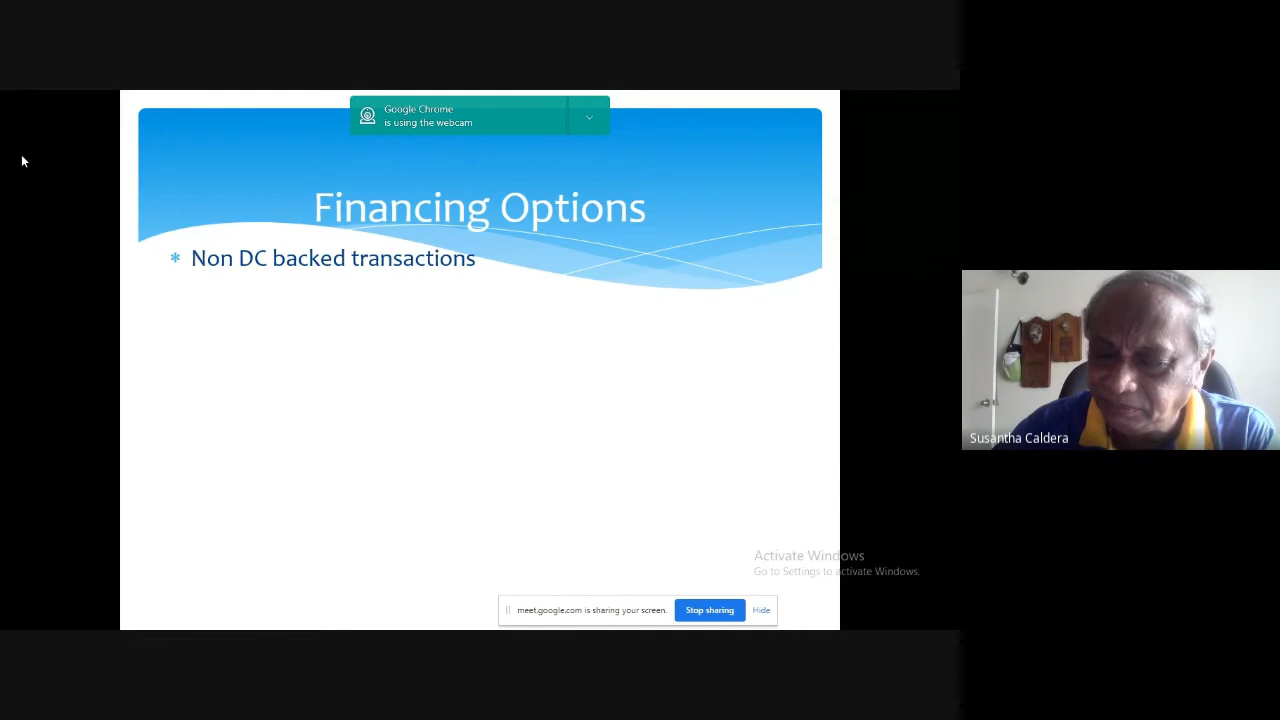 Google Chrome
is using the webcam
Financing Options
* Non DC backed transactions
Susantha Caldera
Activate Windows
Go to Settings to activate Windows.
meet.google.com is sharing your screen.
Stop sharing
Hide